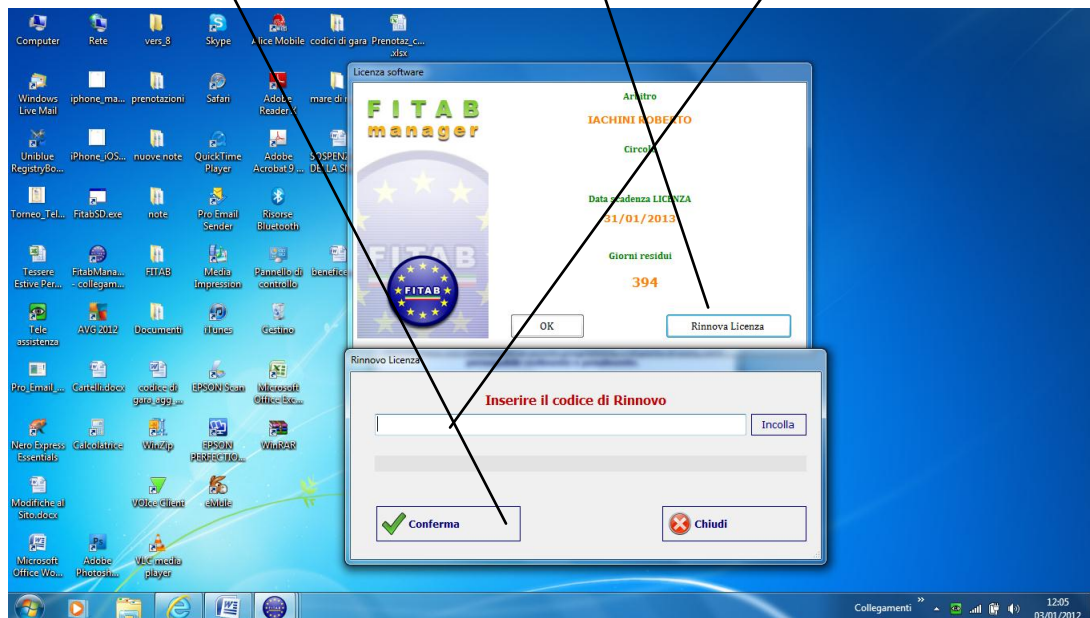 Computer
Rete
vers_8
Skype
Alice Mobile
codici di gara
Prenotaz_c...
.xlsx
Windows
Live Mail
iphone_ma...
prenotazioni
Safari
Adobe
Reader X
Uniblue
RegistryBo...
iPhone_iOS...
nuove note
QuickTime
Player
Adobe
Acrobat 9 ...
Torneo_Tel...
FitabSD.exe
note
Pro Email
Sender
Risorse
Bluetooth
Tessere
Estive Per...
FitabMana...
- collegam...
FITAB
Media
Impression
Pannello di
controllo
Tele
assistenza
AVG 2012
Documenti
iTunes
Cestino
Pro_Email_...
Cartelli.docx
codice di
gara_agg_...
EPSON Scan
Microsoft
Office Exc...
Nero Express
Essentials
Calcolatrice
WinZip
EPSON
PERFECTIO...
WinRAR
Modifiche al
Sito.docx
VOIce Client
eMule
Microsoft
Office Wo...
Adobe
Photosh...
VLC media
player
Licenza software
FITAB
manager
FITAB
FITAB
Arbitro
IACHINI ROBERTO
Circolo
Data scadenza LICENZA
31/01/2013
Giorni residui
394
OK
Rinnova Licenza
Rinnovo Licenza
Inserire il codice di Rinnovo
Incolla
Conferma
Chiudi
Collegamenti
12:05
03/01/2012